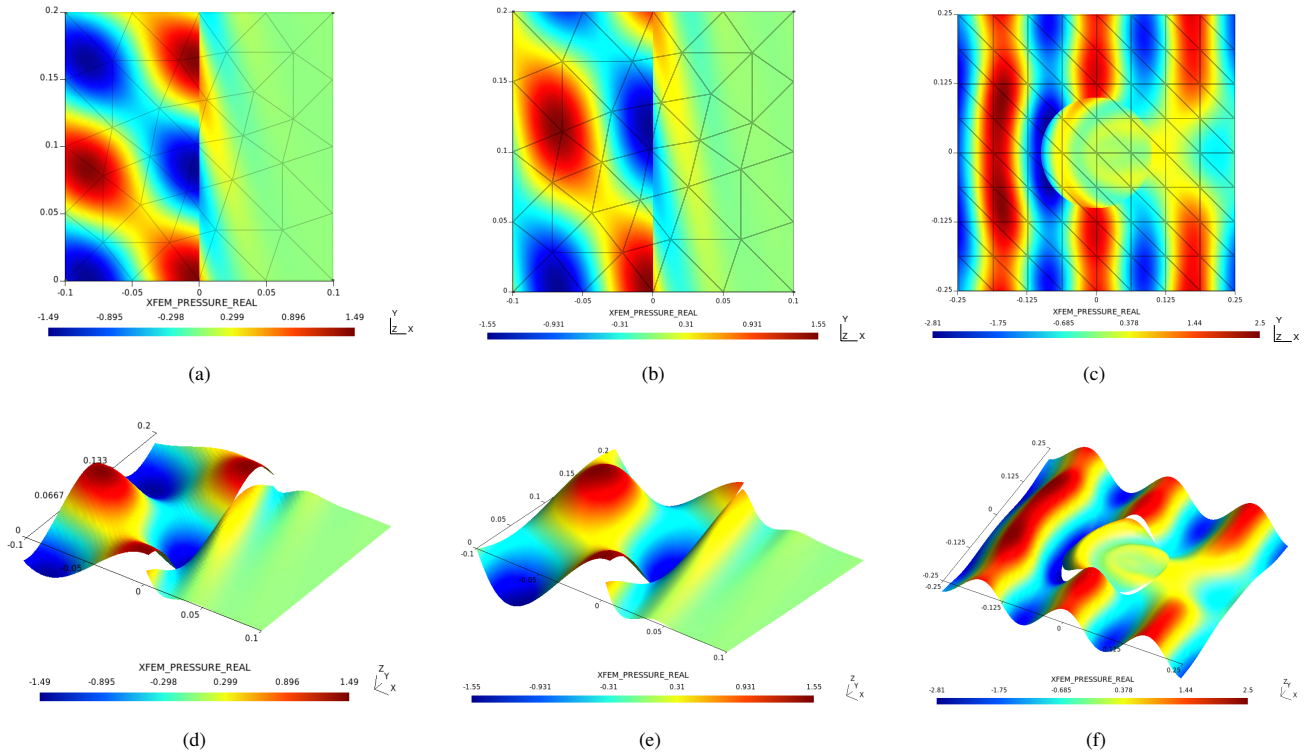 0.2
0.15
0.1
0.05
0
-0.1 -0.05 0 0.05 0.1
XFEM_PRESSURE_REAL
-1.49 -0.895 -0.298 0.299 0.896 1.49
Y
Z X
(a)
0.2
0.15
0.1
0.05
0
-0.1 -0.05 0 0.05 0.1
XFEM_PRESSURE_REAL
-1.55 -0.931 -0.31 0.31 0.931 1.55
Y
Z X
(b)
0.25
0.125
0
-0.125
-0.25
-0.25 -0.125 0 0.125 0.25
XFEM_PRESSURE_REAL
-2.81 -1.75 -0.685 0.378 1.44 2.5
Y
Z X
(c)
0.2
0.133
0.0667
0
-0.1
-0.05
0
0.05
0.1
XFEM_PRESSURE_REAL
-1.49 -0.895 -0.298 0.299 0.896 1.49
Z
Y
X
(d)
0.2
0.15
0.1
0.05
0
-0.1
-0.05
0
0.05
0.1
XFEM_PRESSURE_REAL
-1.55 -0.931 -0.31 0.31 0.931 1.55
Z
Y
X
(e)
0.25
0.125
0
-0.125
-0.25
-0.25
-0.125
0
0.125
0.25
XFEM_PRESSURE_REAL
-2.81 -1.75 -0.685 0.378 1.44 2.5
Z
Y
X
(f)